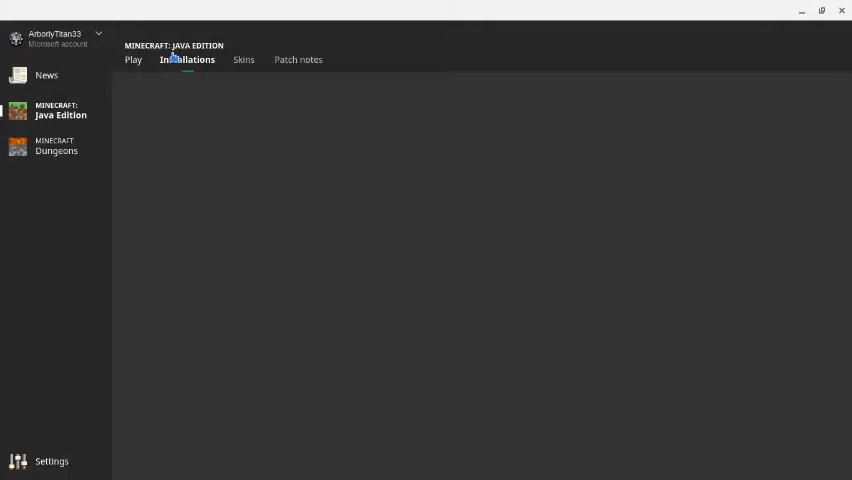 ArborlyTitan33
Microsoft account
News
MINECRAFT:
Java Edition
MINECRAFT
Dungeons
Settings
MINECRAFT: JAVA EDITION
Play Installations Skins Patch notes